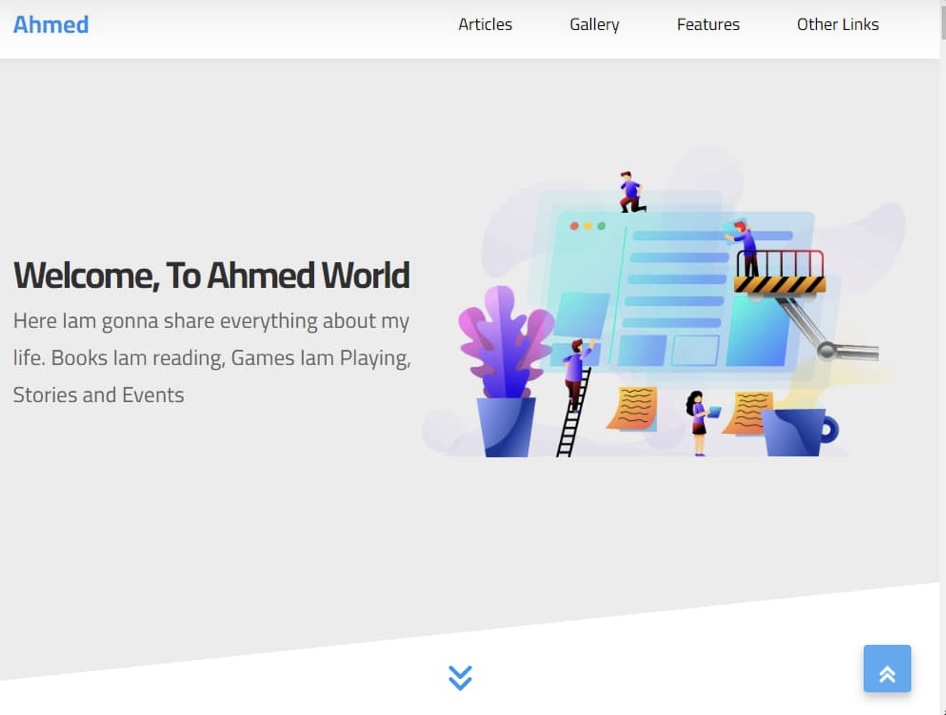 Ahmed
Articles
Gallery
Features
Other Links
Welcome, To Ahmed World
Here Iam gonna share everything about my
life. Books Iam reading, Games Iam Playing,
Stories and Events